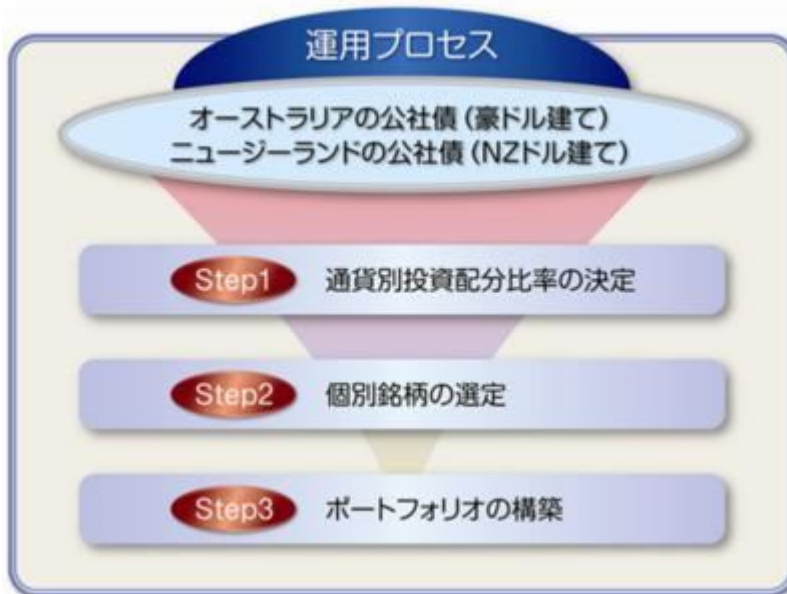 運用プロセス
オーストラリアの公社債(豪ドル建て)
ニュージーランドの公社債(NZドル建て)
Step1 通貨別投資配分比率の決定
Step2 個別銘柄の選定
Step3 ポートフォリオの構築